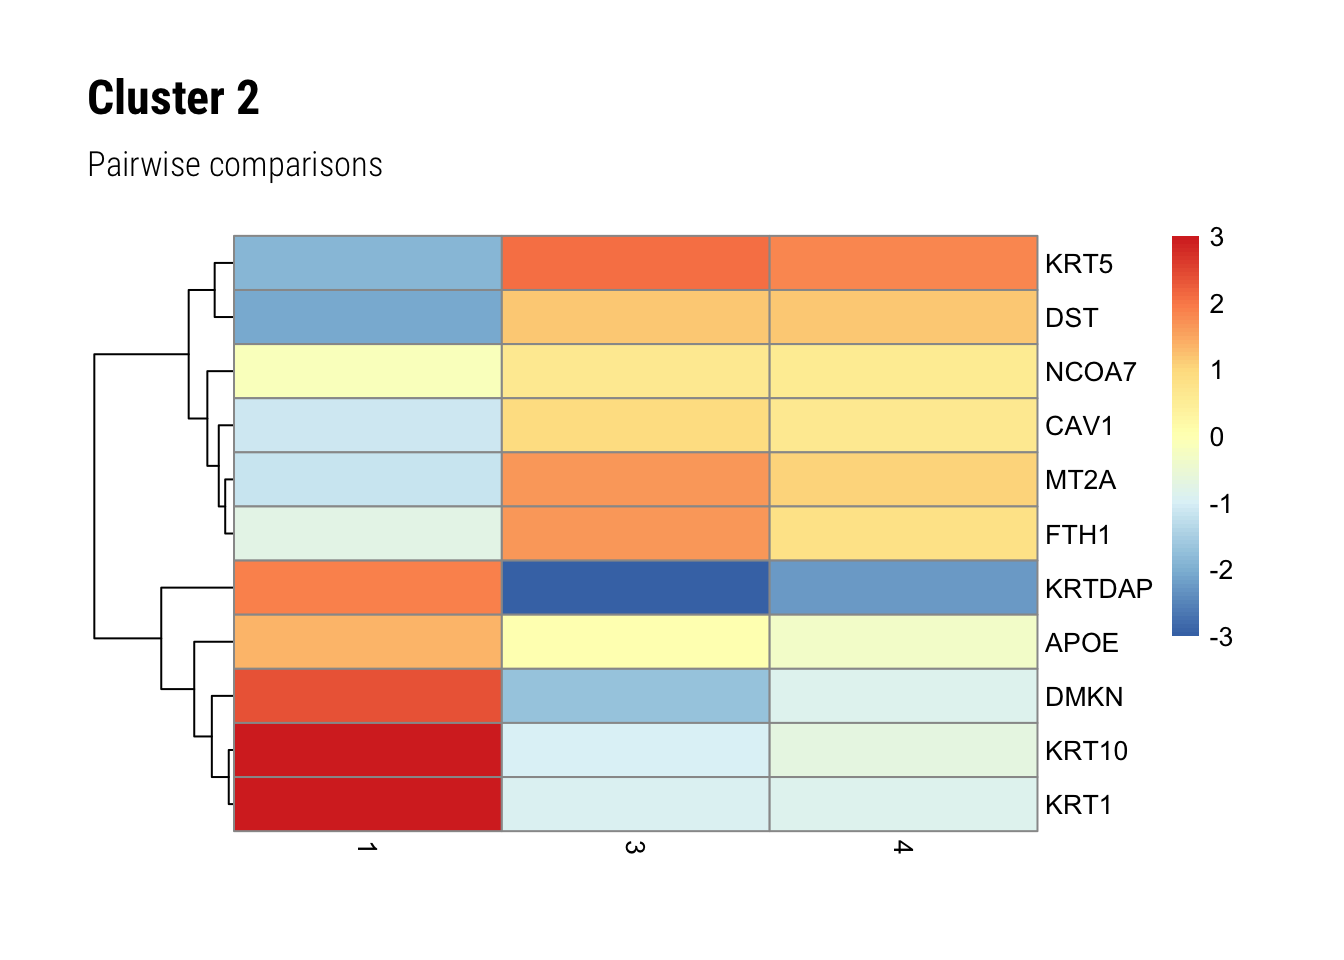 Cluster 2
Pairwise comparisons
KRT5
DST
NCOA7
CAV1
MT2A
FTH1
KRTDAP
APOE
DMKN
KRT10
KRT1
1
3
4
3
2
1
0
-1
-2
-3